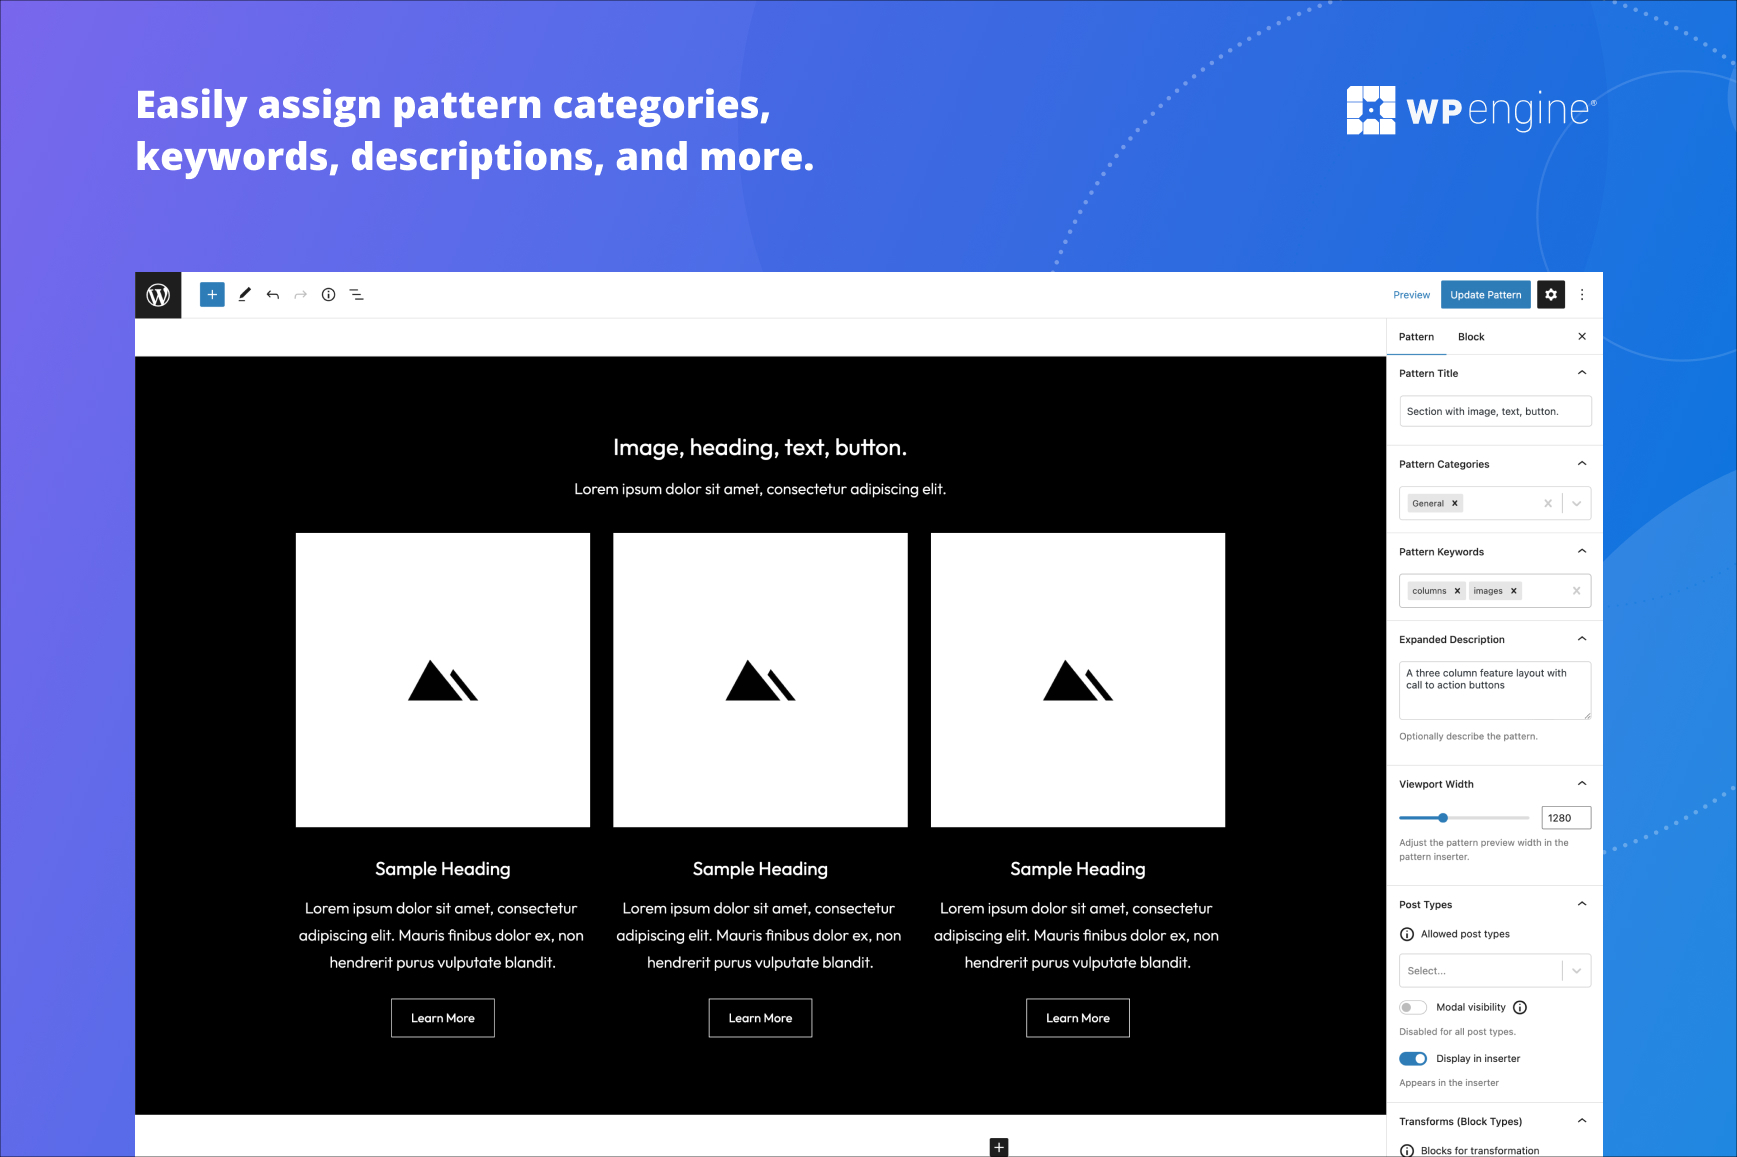 Easily assign pattern categories,
keywords, descriptions, and more.
WP engine®
Preview
Update Pattern
Pattern
Block
Pattern Title
Section with image, text, button.
Pattern Categories
General
Pattern Keywords
columns
images
Expanded Description
A three column feature layout with
call to action buttons
Optionally describe the pattern.
Viewport Width
1280
Adjust the pattern preview width in the
pattern inserter.
Post Types
Allowed post types
Select...
Modal visibility
Disabled for all post types.
Display in inserter
Appears in the inserter
Transforms (Block Types)
Blocks for transformation
Image, heading, text, button.
Lorem ipsum dolor sit amet, consectetur adipiscing elit.
Sample Heading
Lorem ipsum dolor sit amet, consectetur
adipiscing elit. Mauris finibus dolor ex, non
hendrerit purus vulputate blandit.
Learn More
Sample Heading
Lorem ipsum dolor sit amet, consectetur
adipiscing elit. Mauris finibus dolor ex, non
hendrerit purus vulputate blandit.
Learn More
Sample Heading
Lorem ipsum dolor sit amet, consectetur
adipiscing elit. Mauris finibus dolor ex, non
hendrerit purus vulputate blandit.
Learn More